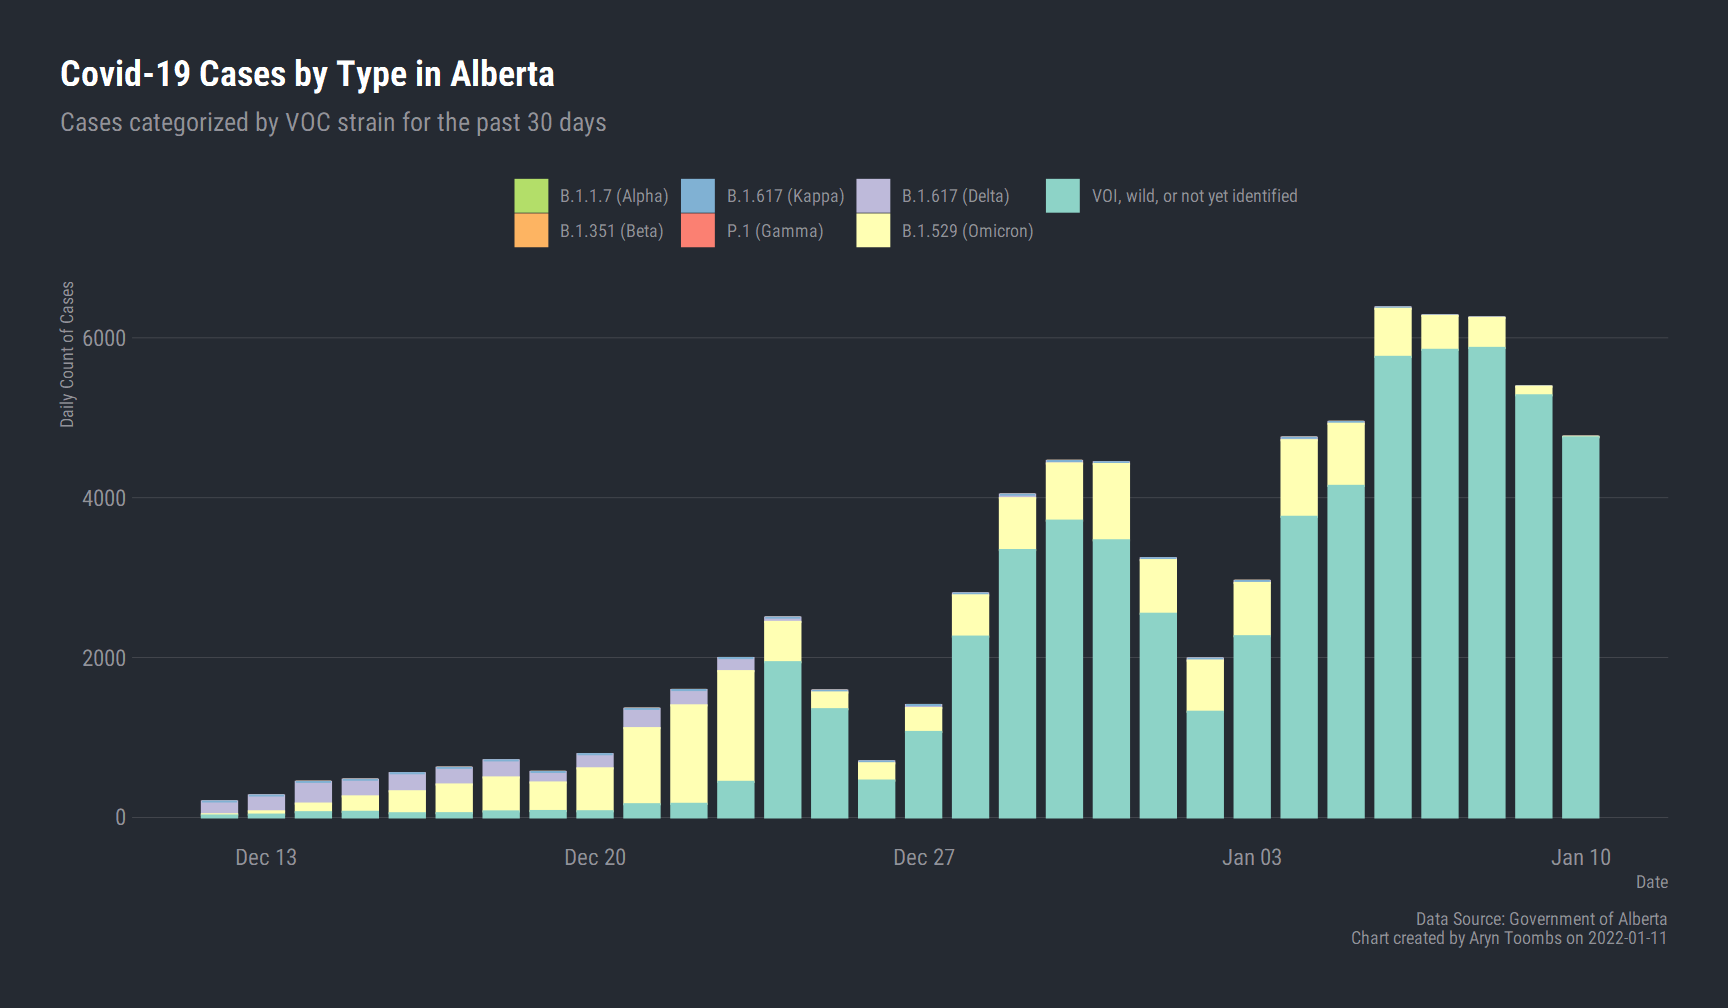 Covid-19 Cases by Type in Alberta
Cases categorized by VOC strain for the past 30 days
B.1.1.7 (Alpha)
B.1.617 (Kappa)
B.1.617 (Delta)
VOI, wild, or not yet identified
B.1.351 (Beta)
P.1 (Gamma)
B.1.529 (Omicron)
Daily Count of Cases
6000
4000
2000
0
Dec 13
Dec 20
Dec 27
Jan 03
Jan 10
Date
Data Source: Government of Alberta
Chart created by Aryn Toombs on 2022-01-11